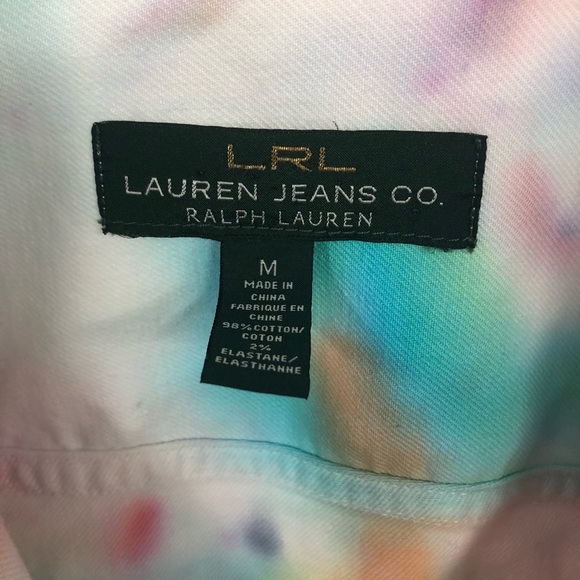 LRL
LAUREN JEANS CO.
RALPH LAUREN
M
MADE IN
CHINA
FABRIQUE EN
CHINE
98% COTTON/
COTON
2%
ELASTANE/
ELASTHANNE